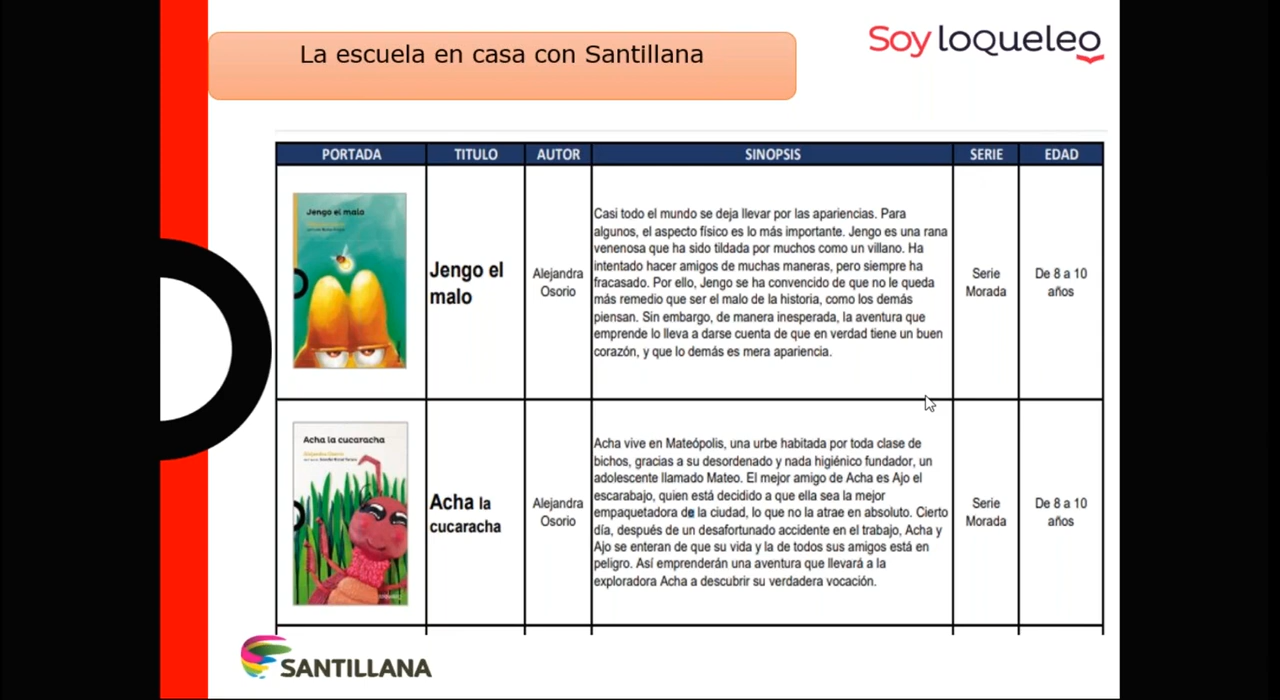 La escuela en casa con Santillana
Soy loqueleo
PORTADA TITULO AUTOR SINOPSIS SERIE EDAD
Jengo el malo
Jengo el
malo
Alejandra
Osorio
Casi todo el mundo se deja llevar por las apariencias. Para
algunos, el aspecto físico es lo más importante. Jengo es una rana
venenosa que ha sido tildada por muchos como un villano. Ha
intentado hacer amigos de muchas maneras, pero siempre ha
fracasado. Por ello, Jengo se ha convencido de que no le queda
más remedio que ser el malo de la historia, como los demás
piensan. Sin embargo, de manera inesperada, la aventura que
emprende lo lleva a darse cuenta de que en verdad tiene un buen
corazón, y que lo demás es mera apariencia.
Serie
Morada
De 8 a 10
años
Acha la cucaracha
Acha la
cucaracha
Alejandra
Osorio
Acha vive en Mateópolis, una urbe habitada por toda clase de
bichos, gracias a su desordenado y nada higiénico fundador, un
adolescente llamado Mateo. El mejor amigo de Acha es Ajo el
escarabajo, quien está decidido a que ella sea la mejor
empaquetadora de la ciudad, lo que no la atrae en absoluto. Cierto
día, después de un desafortunado accidente en el trabajo, Acha y
Ajo se enteran de que su vida y la de todos sus amigos está en
peligro. Así emprenderán una aventura que llevará a la
exploradora Acha a descubrir su verdadera vocación.
Serie
Morada
De 8 a 10
años
SANTILLANA